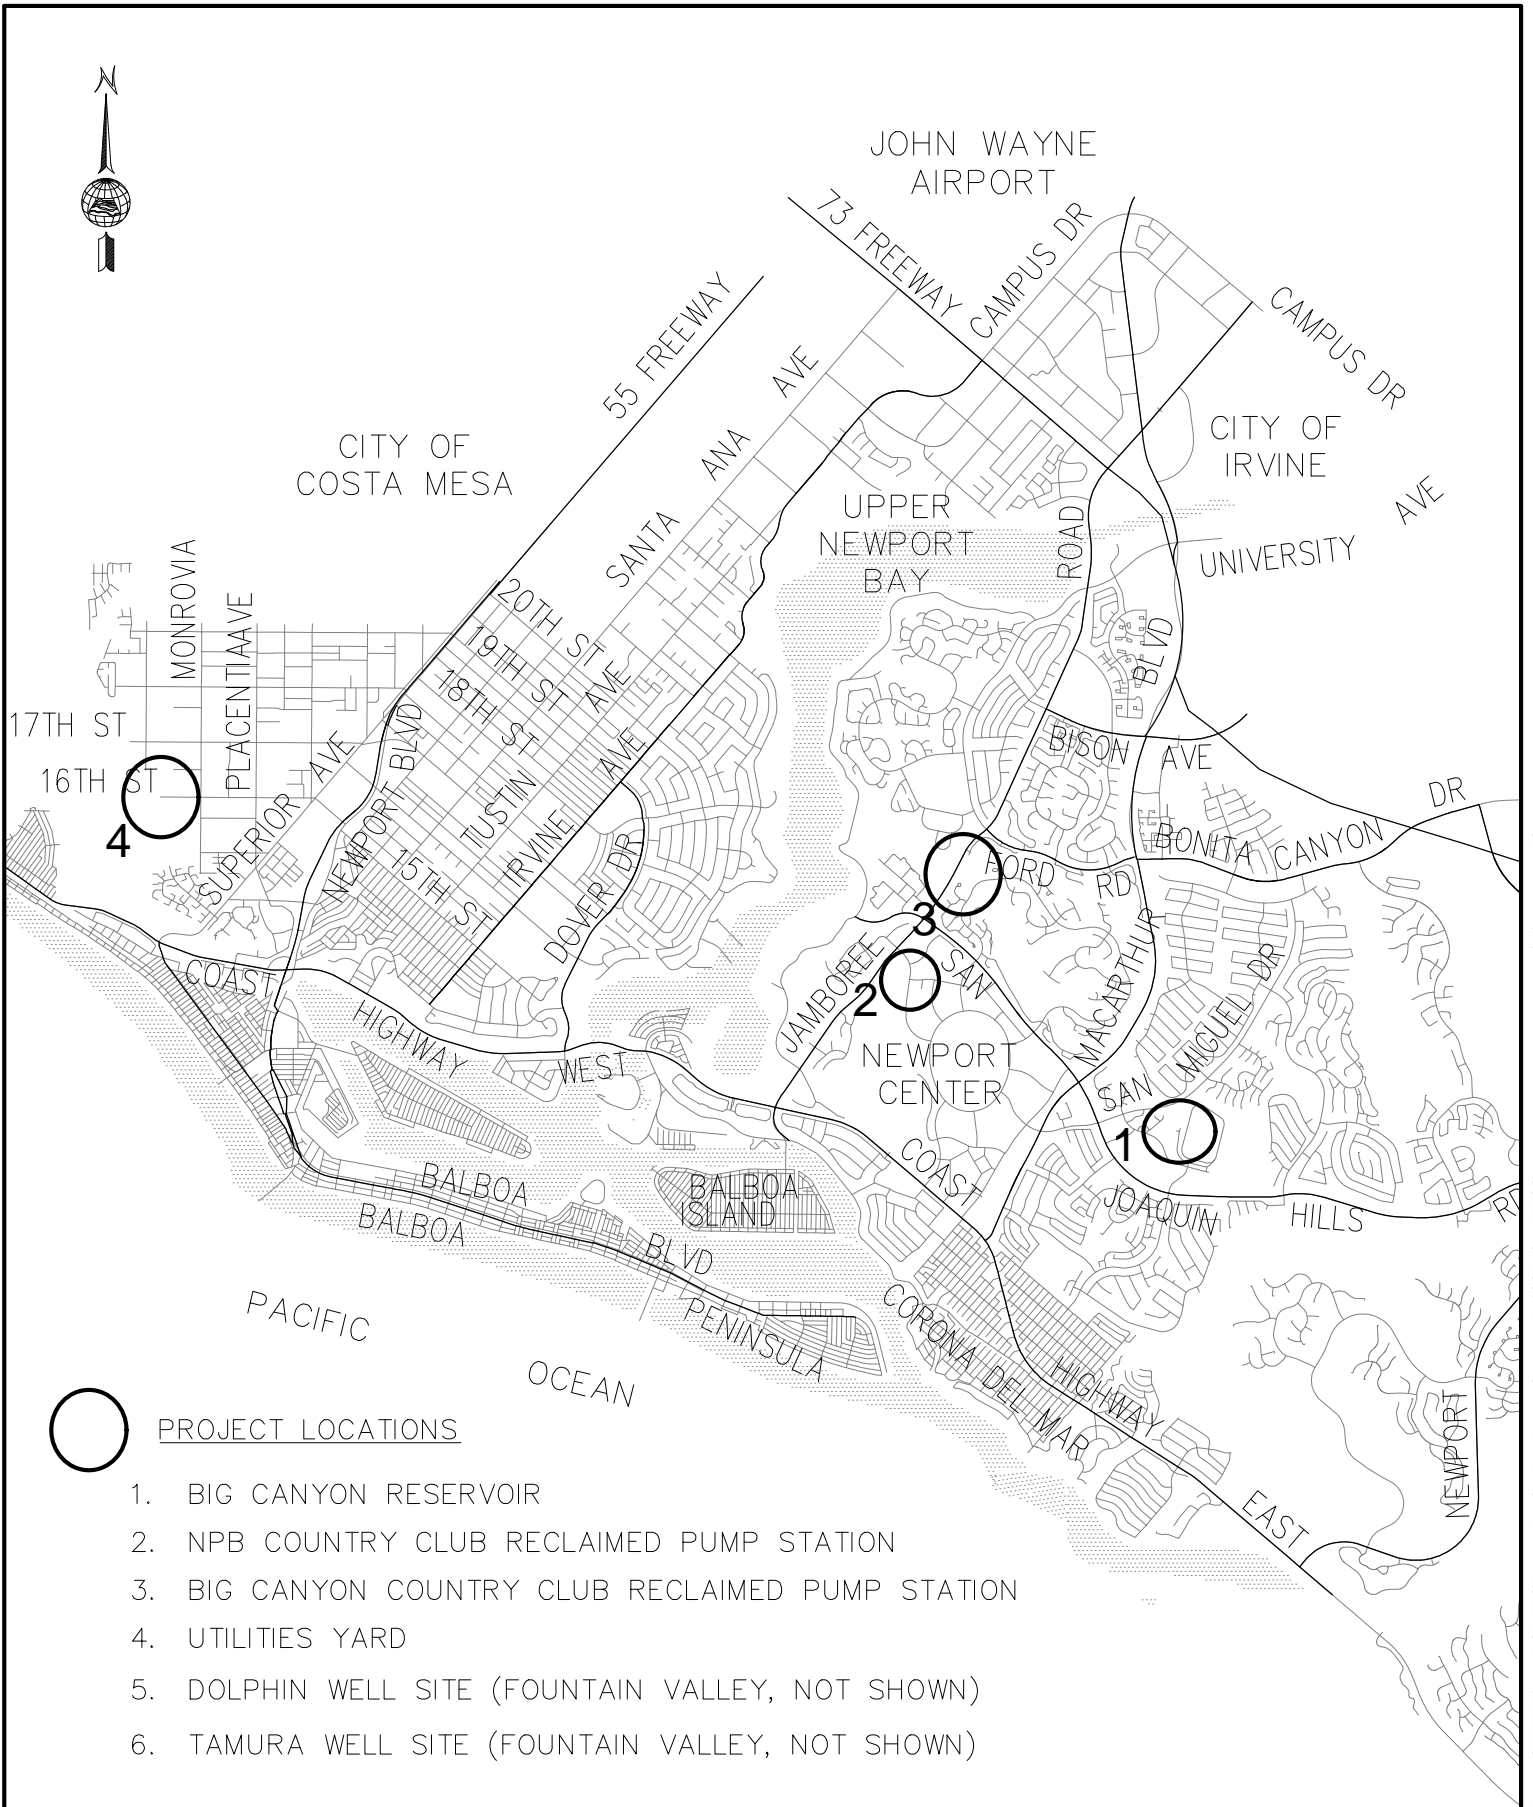 N
JOHN WAYNE
AIRPORT
73 FREEWAY
CAMPUS DR
CAMPUS DR
55 FREEWAY
SANTA ANA AVE
CITY OF
COSTA MESA
CITY OF
IRVINE
UPPER
NEWPORT
BAY
UNIVERSITY AVE
MONROVIA
PLACENTIA AVE
20TH ST
19TH ST
18TH ST
17TH ST
16TH ST
15TH ST
SUPERIOR AVE
NEWPORT BLVD
TUSTIN AVE
IRVINE AVE
DOVER DR
JAMBOREE ROAD
MACARTHUR BLVD
BISON AVE
BONITA CANYON DR
FORD RD
4
3
2
1
SAN JOAQUIN HILLS RD
SAN MIGUEL DR
NEWPORT
CENTER
COAST HIGHWAY WEST
COAST HIGHWAY EAST
BALBOA BLVD
BALBOA PENINSULA
BALBOA
ISLAND
CORONA DEL MAR
NEWPORT
PACIFIC OCEAN
PROJECT LOCATIONS
1. BIG CANYON RESERVOIR
2. NPB COUNTRY CLUB RECLAIMED PUMP STATION
3. BIG CANYON COUNTRY CLUB RECLAIMED PUMP STATION
4. UTILITIES YARD
5. DOLPHIN WELL SITE (FOUNTAIN VALLEY, NOT SHOWN)
6. TAMURA WELL SITE (FOUNTAIN VALLEY, NOT SHOWN)